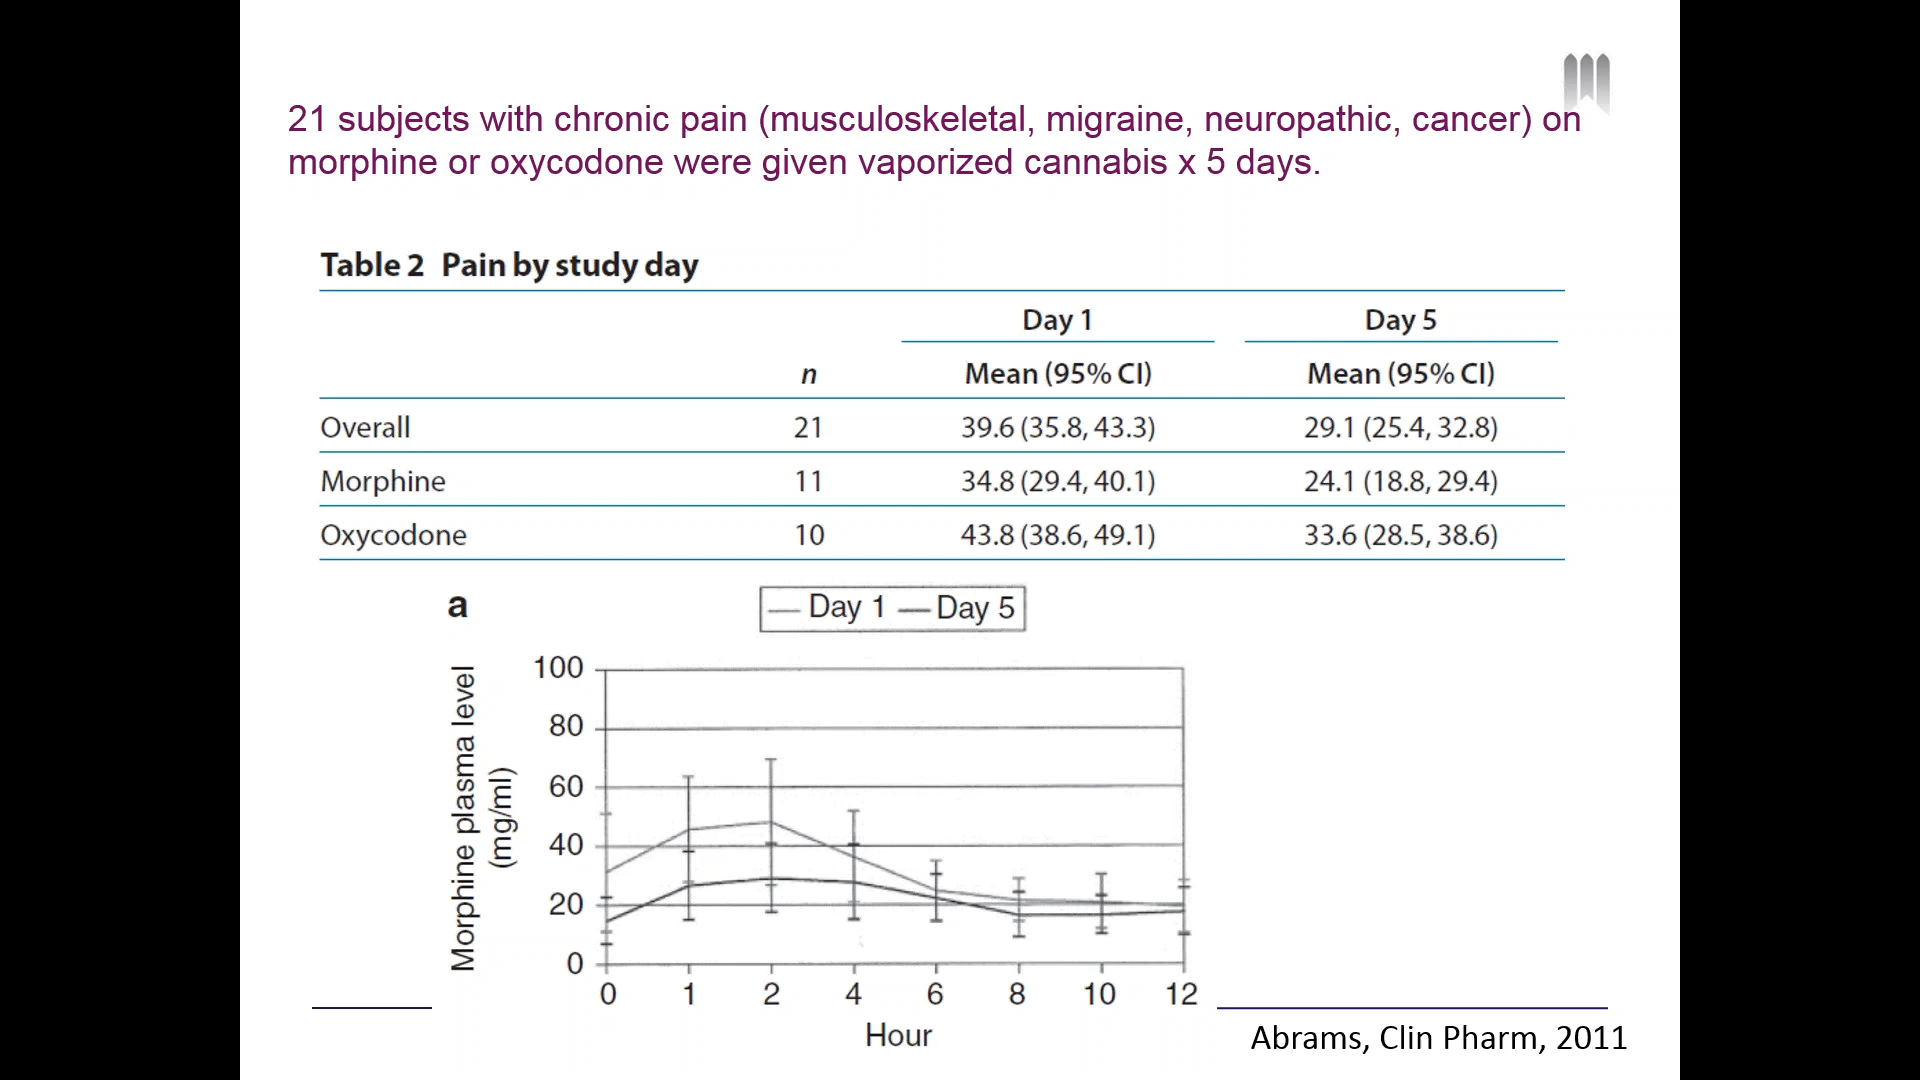 21 subjects with chronic pain (musculoskeletal, migraine, neuropathic, cancer) on
morphine or oxycodone were given vaporized cannabis x 5 days.
Table 2 Pain by study day
Day 1 Day 5
n Mean (95% CI) Mean (95% CI)
Overall 21 39.6 (35.8, 43.3) 29.1 (25.4, 32.8)
Morphine 11 34.8 (29.4, 40.1) 24.1 (18.8, 29.4)
Oxycodone 10 43.8 (38.6, 49.1) 33.6 (28.5, 38.6)
a
Day 1 Day 5
Morphine plasma level
(mg/ml)
100
80
60
40
20
0
0 1 2 4 6 8 10 12
Hour
Abrams, Clin Pharm, 2011